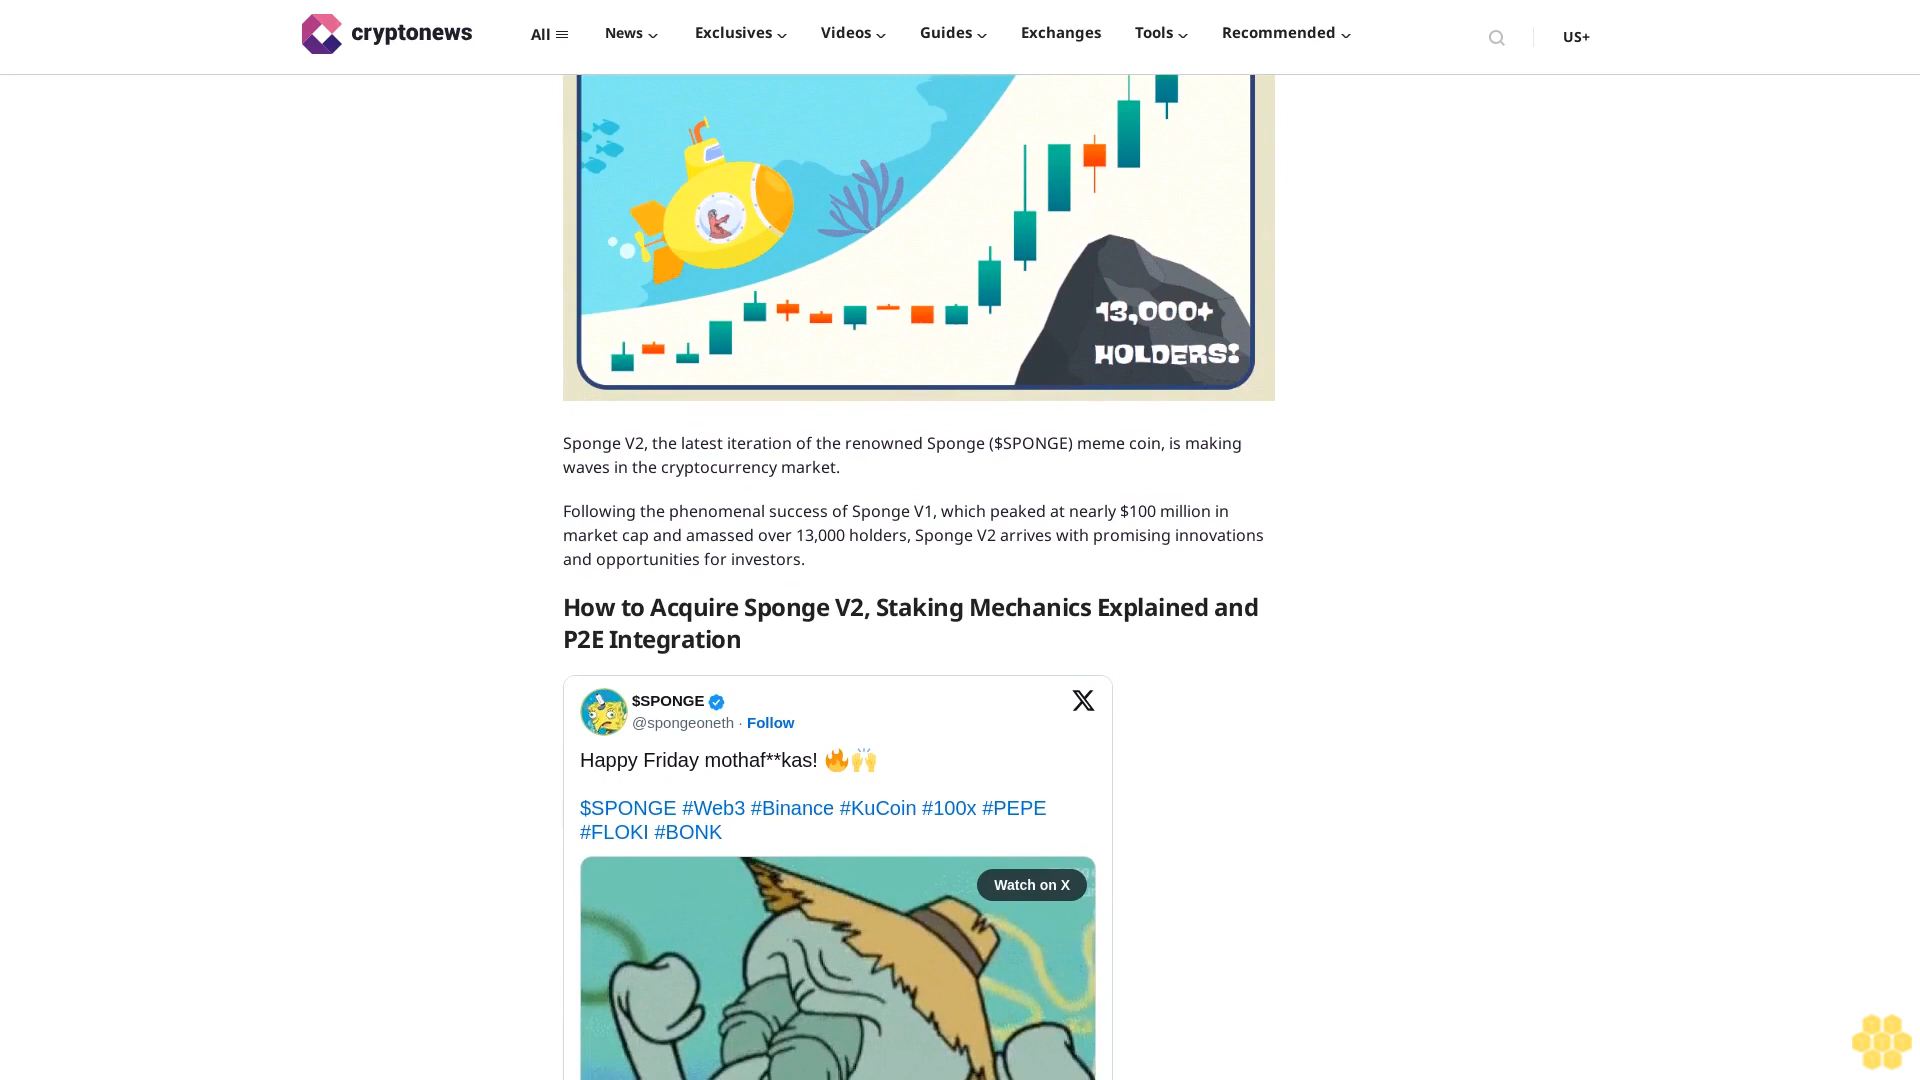 cryptonews
All
News
Exclusives
Videos
Guides
Exchanges
Tools
Recommended
US+
13,000+
HOLDERS!
Sponge V2, the latest iteration of the renowned Sponge ($SPONGE) meme coin, is making
waves in the cryptocurrency market.
Following the phenomenal success of Sponge V1, which peaked at nearly $100 million in
market cap and amassed over 13,000 holders, Sponge V2 arrives with promising innovations
and opportunities for investors.
How to Acquire Sponge V2, Staking Mechanics Explained and
P2E Integration
$SPONGE
@spongeoneth · Follow
Happy Friday mothaf**kas! 🔥🙌
$SPONGE #Web3 #Binance #KuCoin #100x #PEPE
#FLOKI #BONK
Watch on X